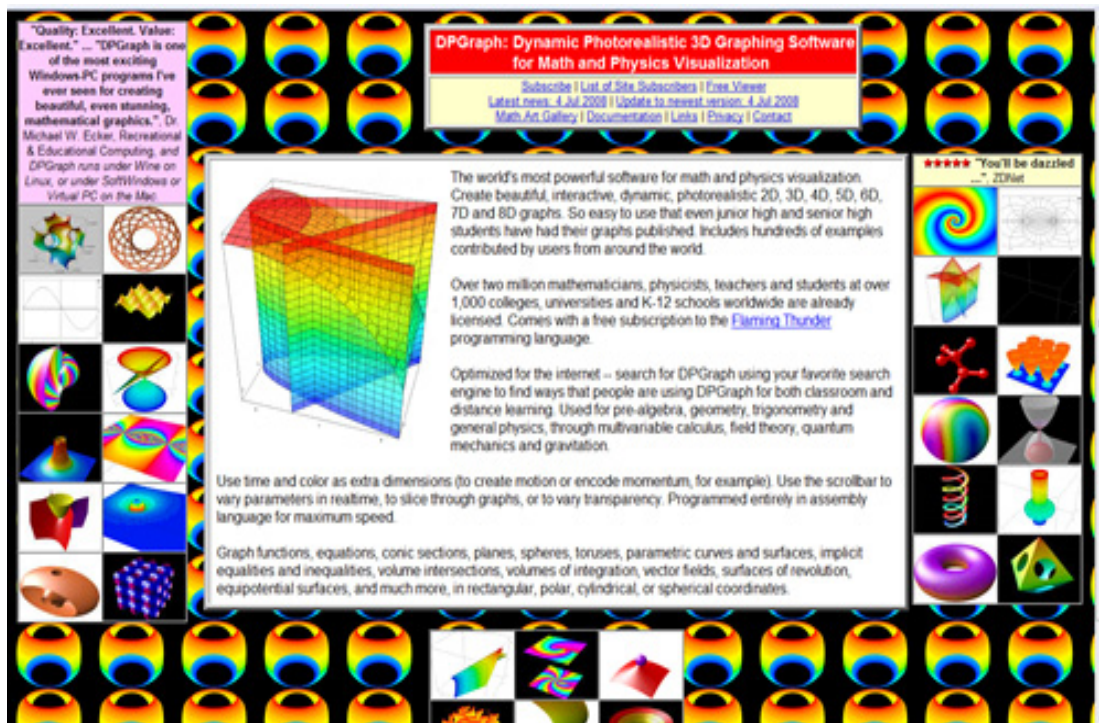 "Quality: Excellent. Value:
Excellent." ... "DPGraph is one
of the most exciting
Windows-PC programs I've
ever seen for creating
beautiful, even stunning,
mathematical graphics.", Dr.
Michael W. Ecker, Recreational
& Educational Computing, and
DPGraph runs under Wine on
Linux, or under SoftWindows or
Virtual PC on the Mac.
DPGraph: Dynamic Photorealistic 3D Graphing Software
for Math and Physics Visualization
Subscribe | List of Site Subscribers | Free Viewer
Latest news: 4 Jul 2008 | Update to newest version: 4 Jul 2008
Math Art Gallery | Documentation | Links | Privacy | Contact
The world's most powerful software for math and physics visualization.
Create beautiful, interactive, dynamic, photorealistic 2D, 3D, 4D, 5D, 6D,
7D and 8D graphs. So easy to use that even junior high and senior high
students have had their graphs published. Includes hundreds of examples
contributed by users from around the world.
Over two million mathematicians, physicists, teachers and students at over
1,000 colleges, universities and K-12 schools worldwide are already
licensed. Comes with a free subscription to the Flaming Thunder
programming language.
Optimized for the internet -- search for DPGraph using your favorite search
engine to find ways that people are using DPGraph for both classroom and
distance learning. Used for pre-algebra, geometry, trigonometry and
general physics, through multivariable calculus, field theory, quantum
mechanics and gravitation.
Use time and color as extra dimensions (to create motion or encode momentum, for example). Use the scrollbar to
vary parameters in realtime, to slice through graphs, or to vary transparency. Programmed entirely in assembly
language for maximum speed.
Graph functions, equations, conic sections, planes, spheres, toruses, parametric curves and surfaces, implicit
equalities and inequalities, volume intersections, volumes of integration, vector fields, surfaces of revolution,
equipotential surfaces, and much more, in rectangular, polar, cylindrical, or spherical coordinates.
★★★★★ "You'll be dazzled
...", ZDNet